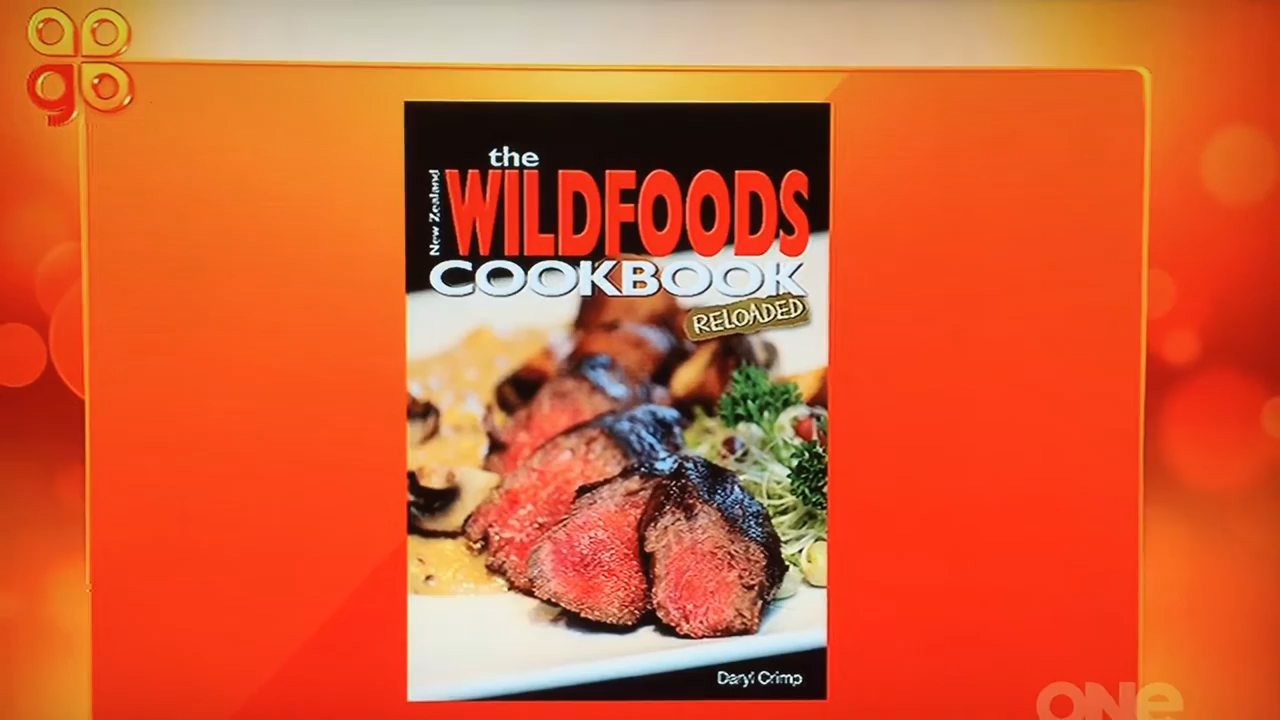 the
New Zealand
WILDFOODS
COOKBOOK
RELOADED
Daryl Crimp
ONe